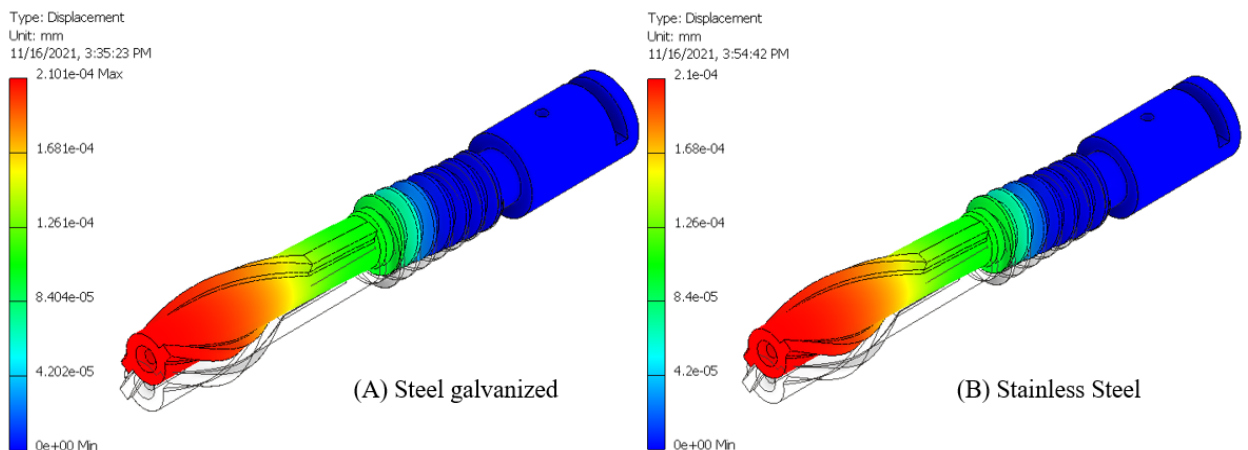 Type: Displacement
Unit: mm
11/16/2021, 3:35:23 PM
2.101e-04 Max
1.681e-04
1.261e-04
8.404e-05
4.202e-05
0e+00 Min
(A) Steel galvanized
Type: Displacement
Unit: mm
11/16/2021, 3:54:42 PM
2.1e-04
1.68e-04
1.26e-04
8.4e-05
4.2e-05
0e+00 Min
(B) Stainless Steel